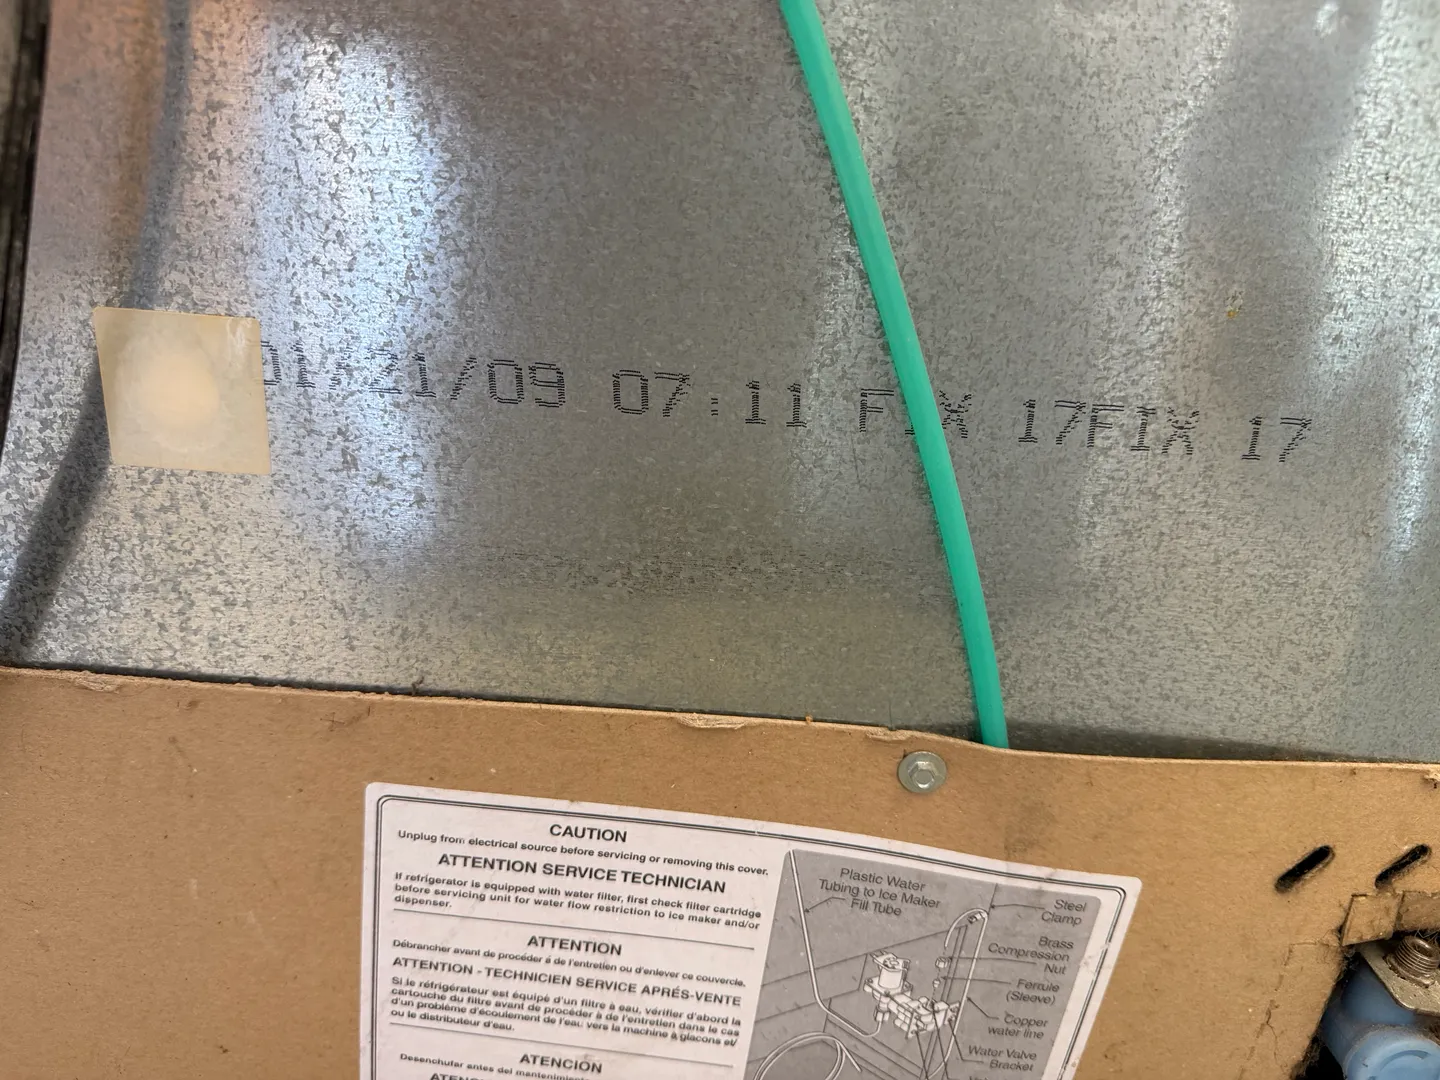 01/21/09 07:11 FIX 17FIX 17
CAUTION
Unplug from electrical source before servicing or removing this cover.
ATTENTION SERVICE TECHNICIAN
If refrigerator is equipped with water filter, first check filter cartridge
before servicing unit for water flow restriction to ice maker and/or
dispenser.
ATTENTION
Débrancher avant de procéder á de l'entretien ou d'enlever ce couvercle.
ATTENTION - TECHNICIEN SERVICE APRÉS-VENTE
Si le réfrigérateur est équipé d'un filtre à eau, vérifier d'abord la
cartouche du filtre avant de procéder à de l'entretien dans le cas
d'un problème d'écoulement de l'eau vers la machine à glacons et/
ou le distributeur d'eau.
ATENCIÓN
Desenchufar antes del mantenimiento
Plastic Water
Tubing to Ice Maker
Fill Tube
Steel
Clamp
Brass
Compression
Nut
Ferrule
(Sleeve)
Copper
water line
Water Valve
Bracket